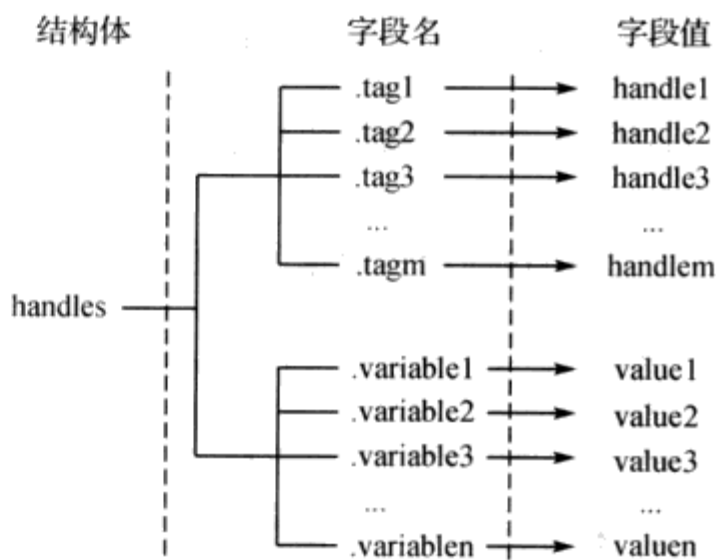 结构体 字段名 字段值
.tag1 handle1
.tag2 handle2
.tag3 handle3
... ...
.tagm handlem
handles
.variable1 value1
.variable2 value2
.variable3 value3
... ...
.variablen valuen